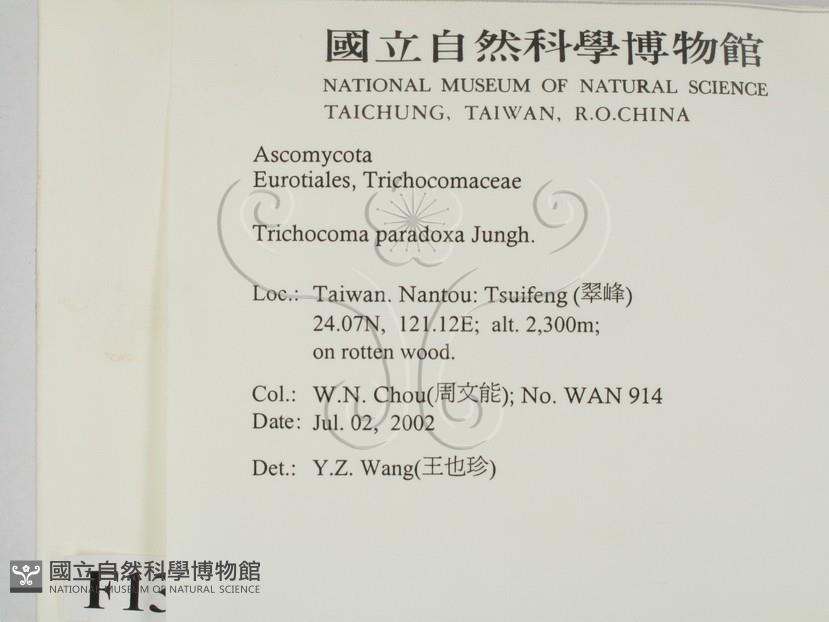 國立自然科學博物館
NATIONAL MUSEUM OF NATURAL SCIENCE
TAICHUNG, TAIWAN, R.O.CHINA
Ascomycota
Eurotiales, Trichocomaceae
Trichocoma paradoxa Jungh.
Loc.: Taiwan. Nantou: Tsuifeng (翠峰)
24.07N, 121.12E; alt. 2,300m;
on rotten wood.
Col.: W.N. Chou(周文能); No. WAN 914
Date: Jul. 02, 2002
Det.: Y.Z. Wang(王也珍)
國立自然科學博物館
NATIONAL MUSEUM OF NATURAL SCIENCE